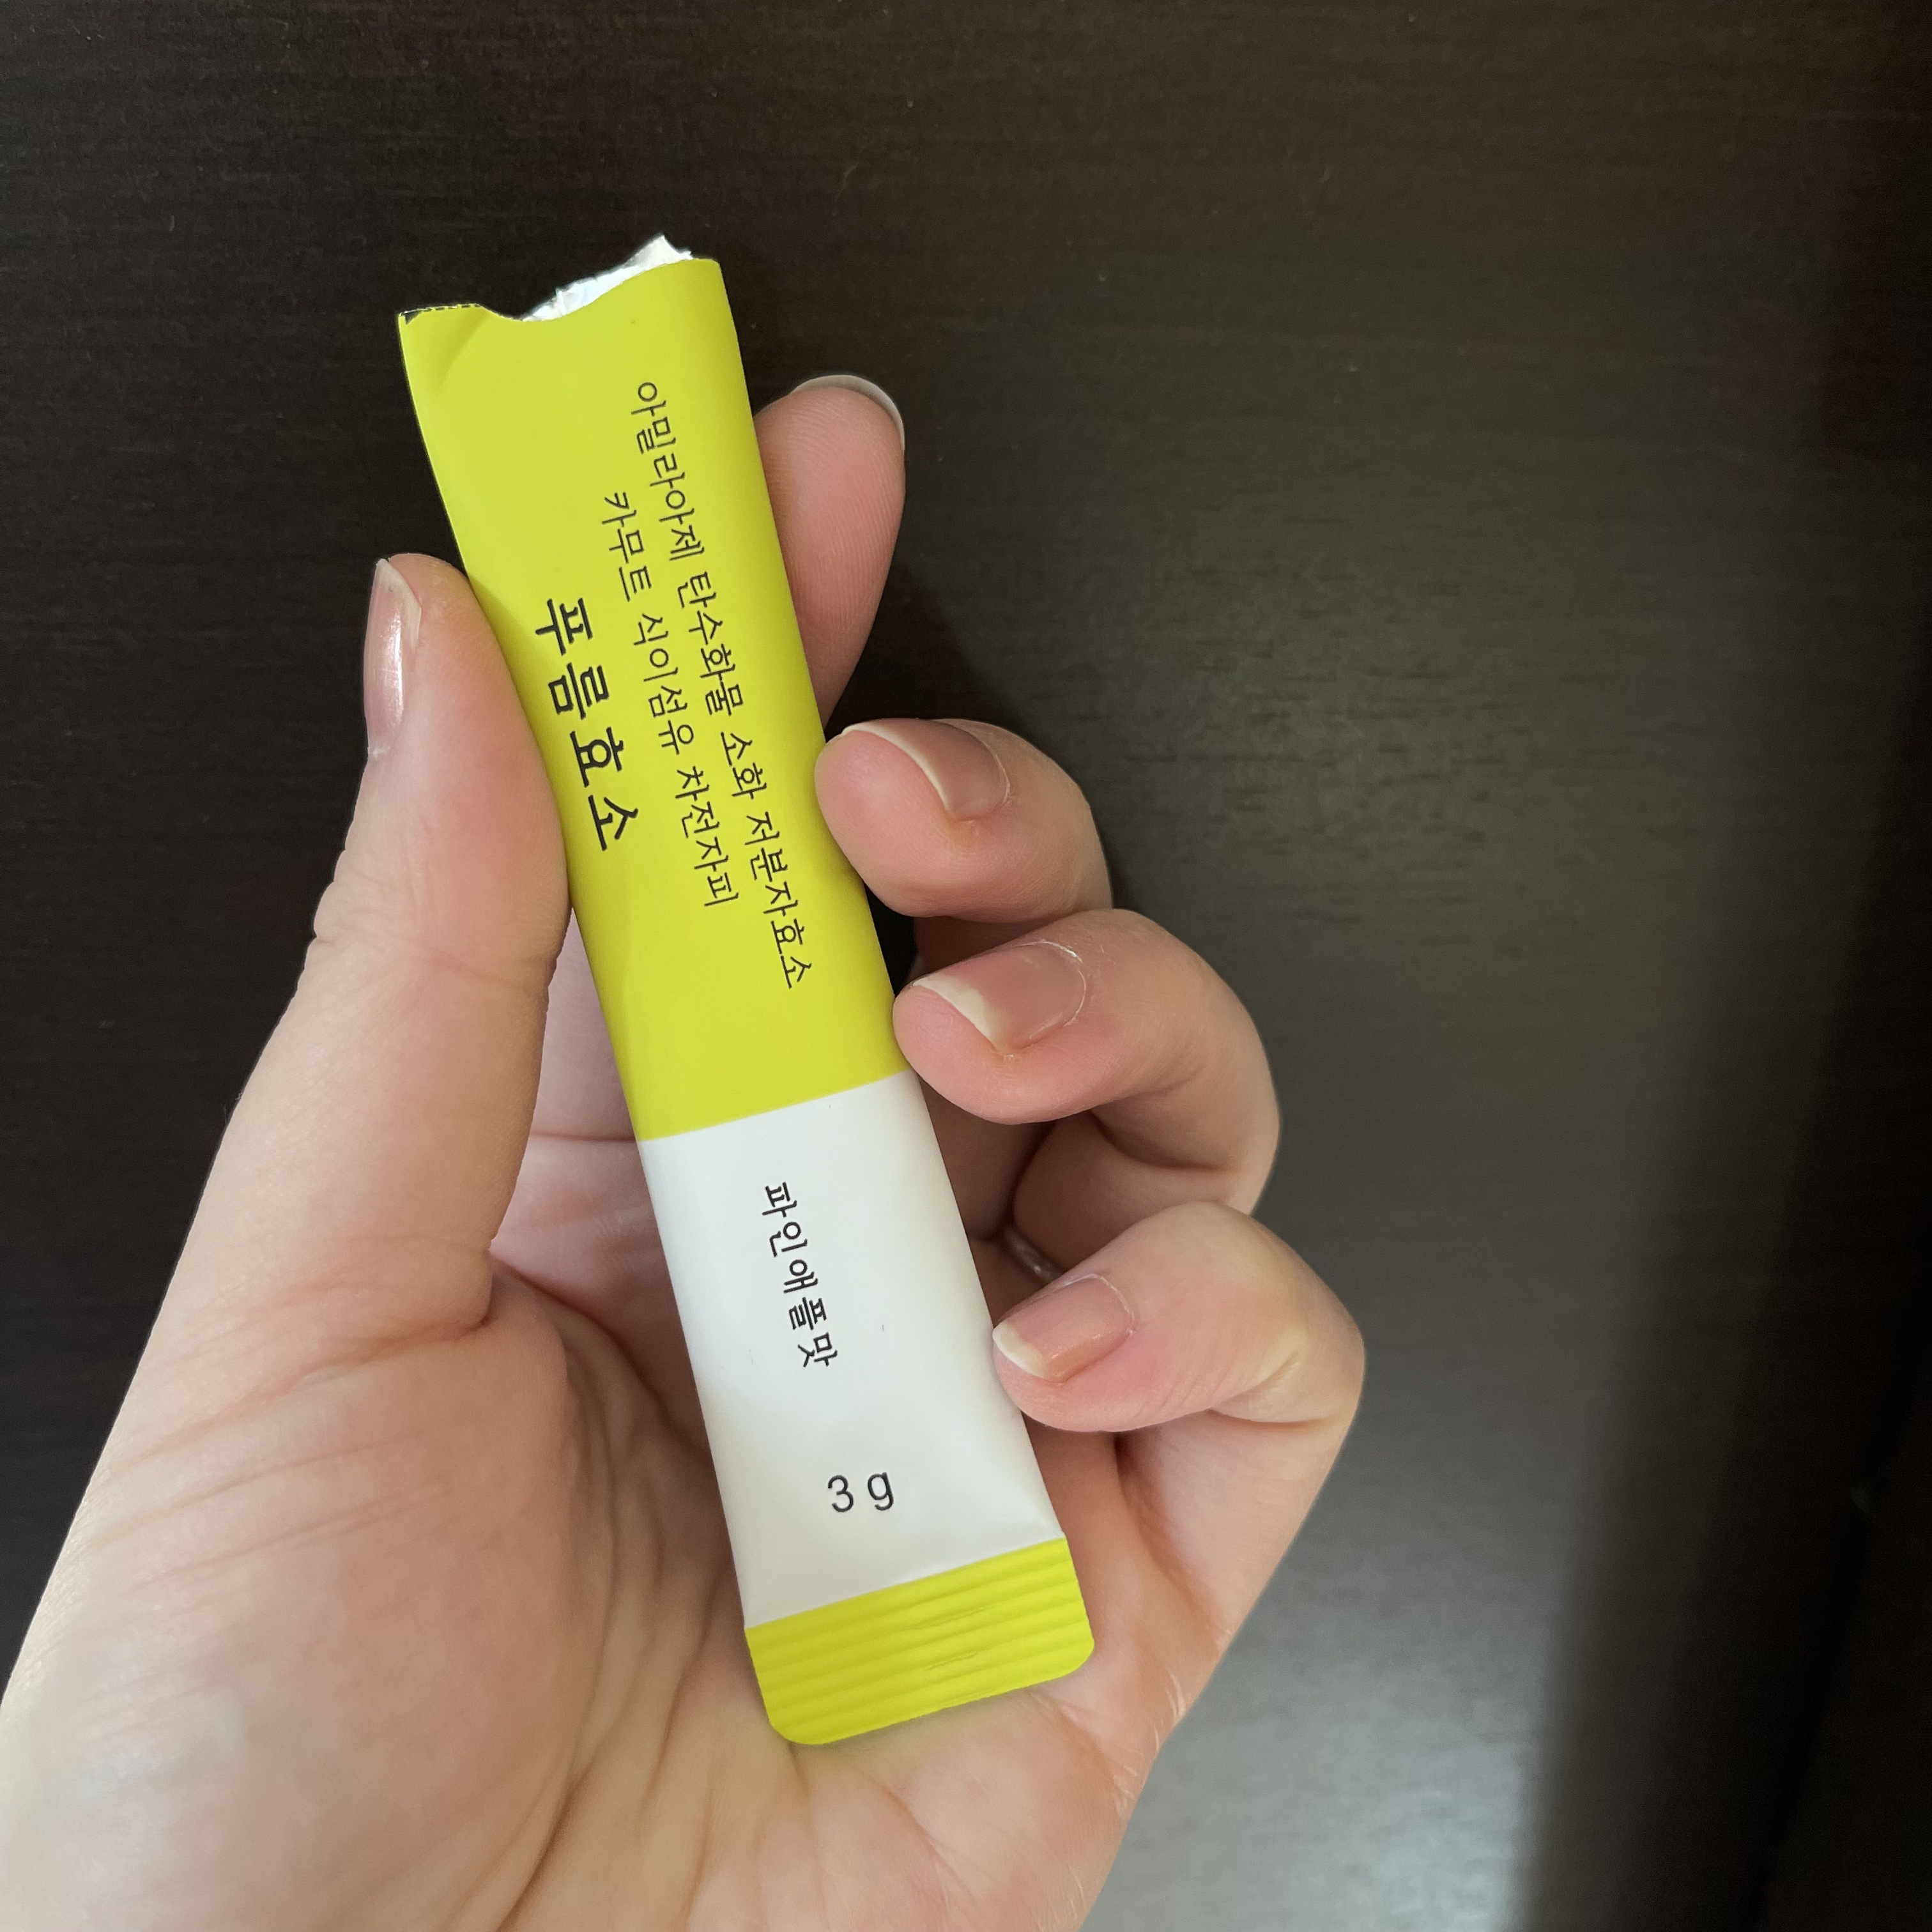 아밀라아제 탄수화물 소화 저분자효소
카무트 식이섬유 차전자피
푸름효소
파인애플맛
3g